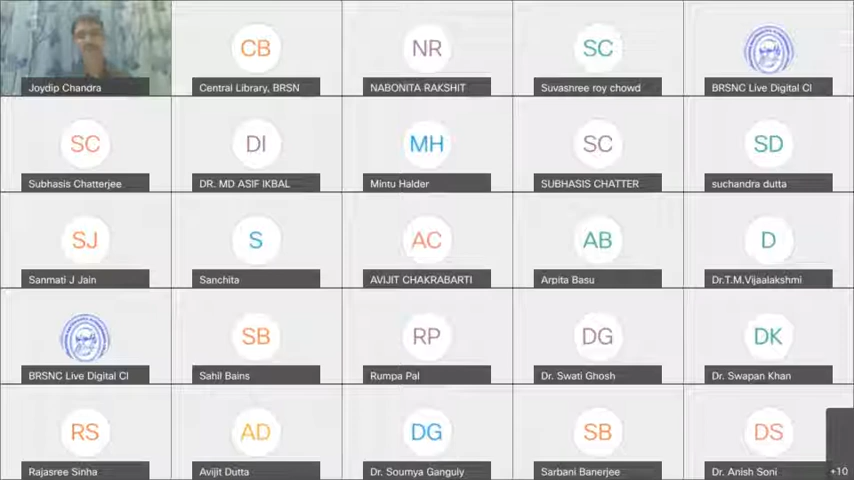 Joydip Chandra
CB
Central Library, BRSN
NR
NABONITA RAKSHIT
SC
Suvashree roy chowd
BRSNC Live Digital Cl
SC
Subhasis Chatterjee
DI
DR. MD ASIF IKBAL
MH
Mintu Halder
SC
SUBHASIS CHATTER
SD
suchandra dutta
SJ
Sanmati J Jain
S
Sanchita
AC
AVIJIT CHAKRABARTI
AB
Arpita Basu
D
Dr.T.M.Vijaalakshmi
BRSNC Live Digital Cl
SB
Sahil Bains
RP
Rumpa Pal
DG
Dr. Swati Ghosh
DK
Dr. Swapan Khan
RS
Rajasree Sinha
AD
Avijit Dutta
DG
Dr. Soumya Ganguly
SB
Sarbani Banerjee
DS
Dr. Anish Soni
+10